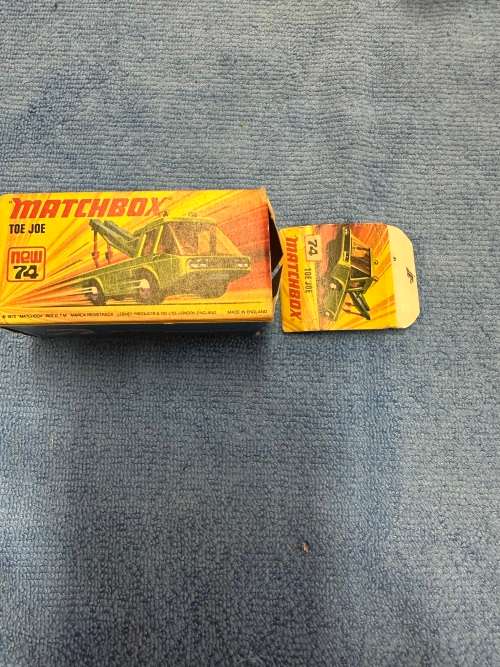 "MATCHBOX"
TOE JOE
new
74
MADE IN ENGLAND
"MATCHBOX"
74
TOE JOE